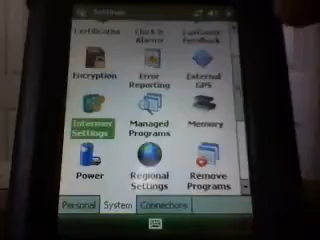 Settings
Certificates Clock & Customer
Alarms Feedback
Encryption Error External
Reporting GPS
Intermec Managed Memory
Settings Programs
Power Regional Remove
Settings Programs
Personal System Connections